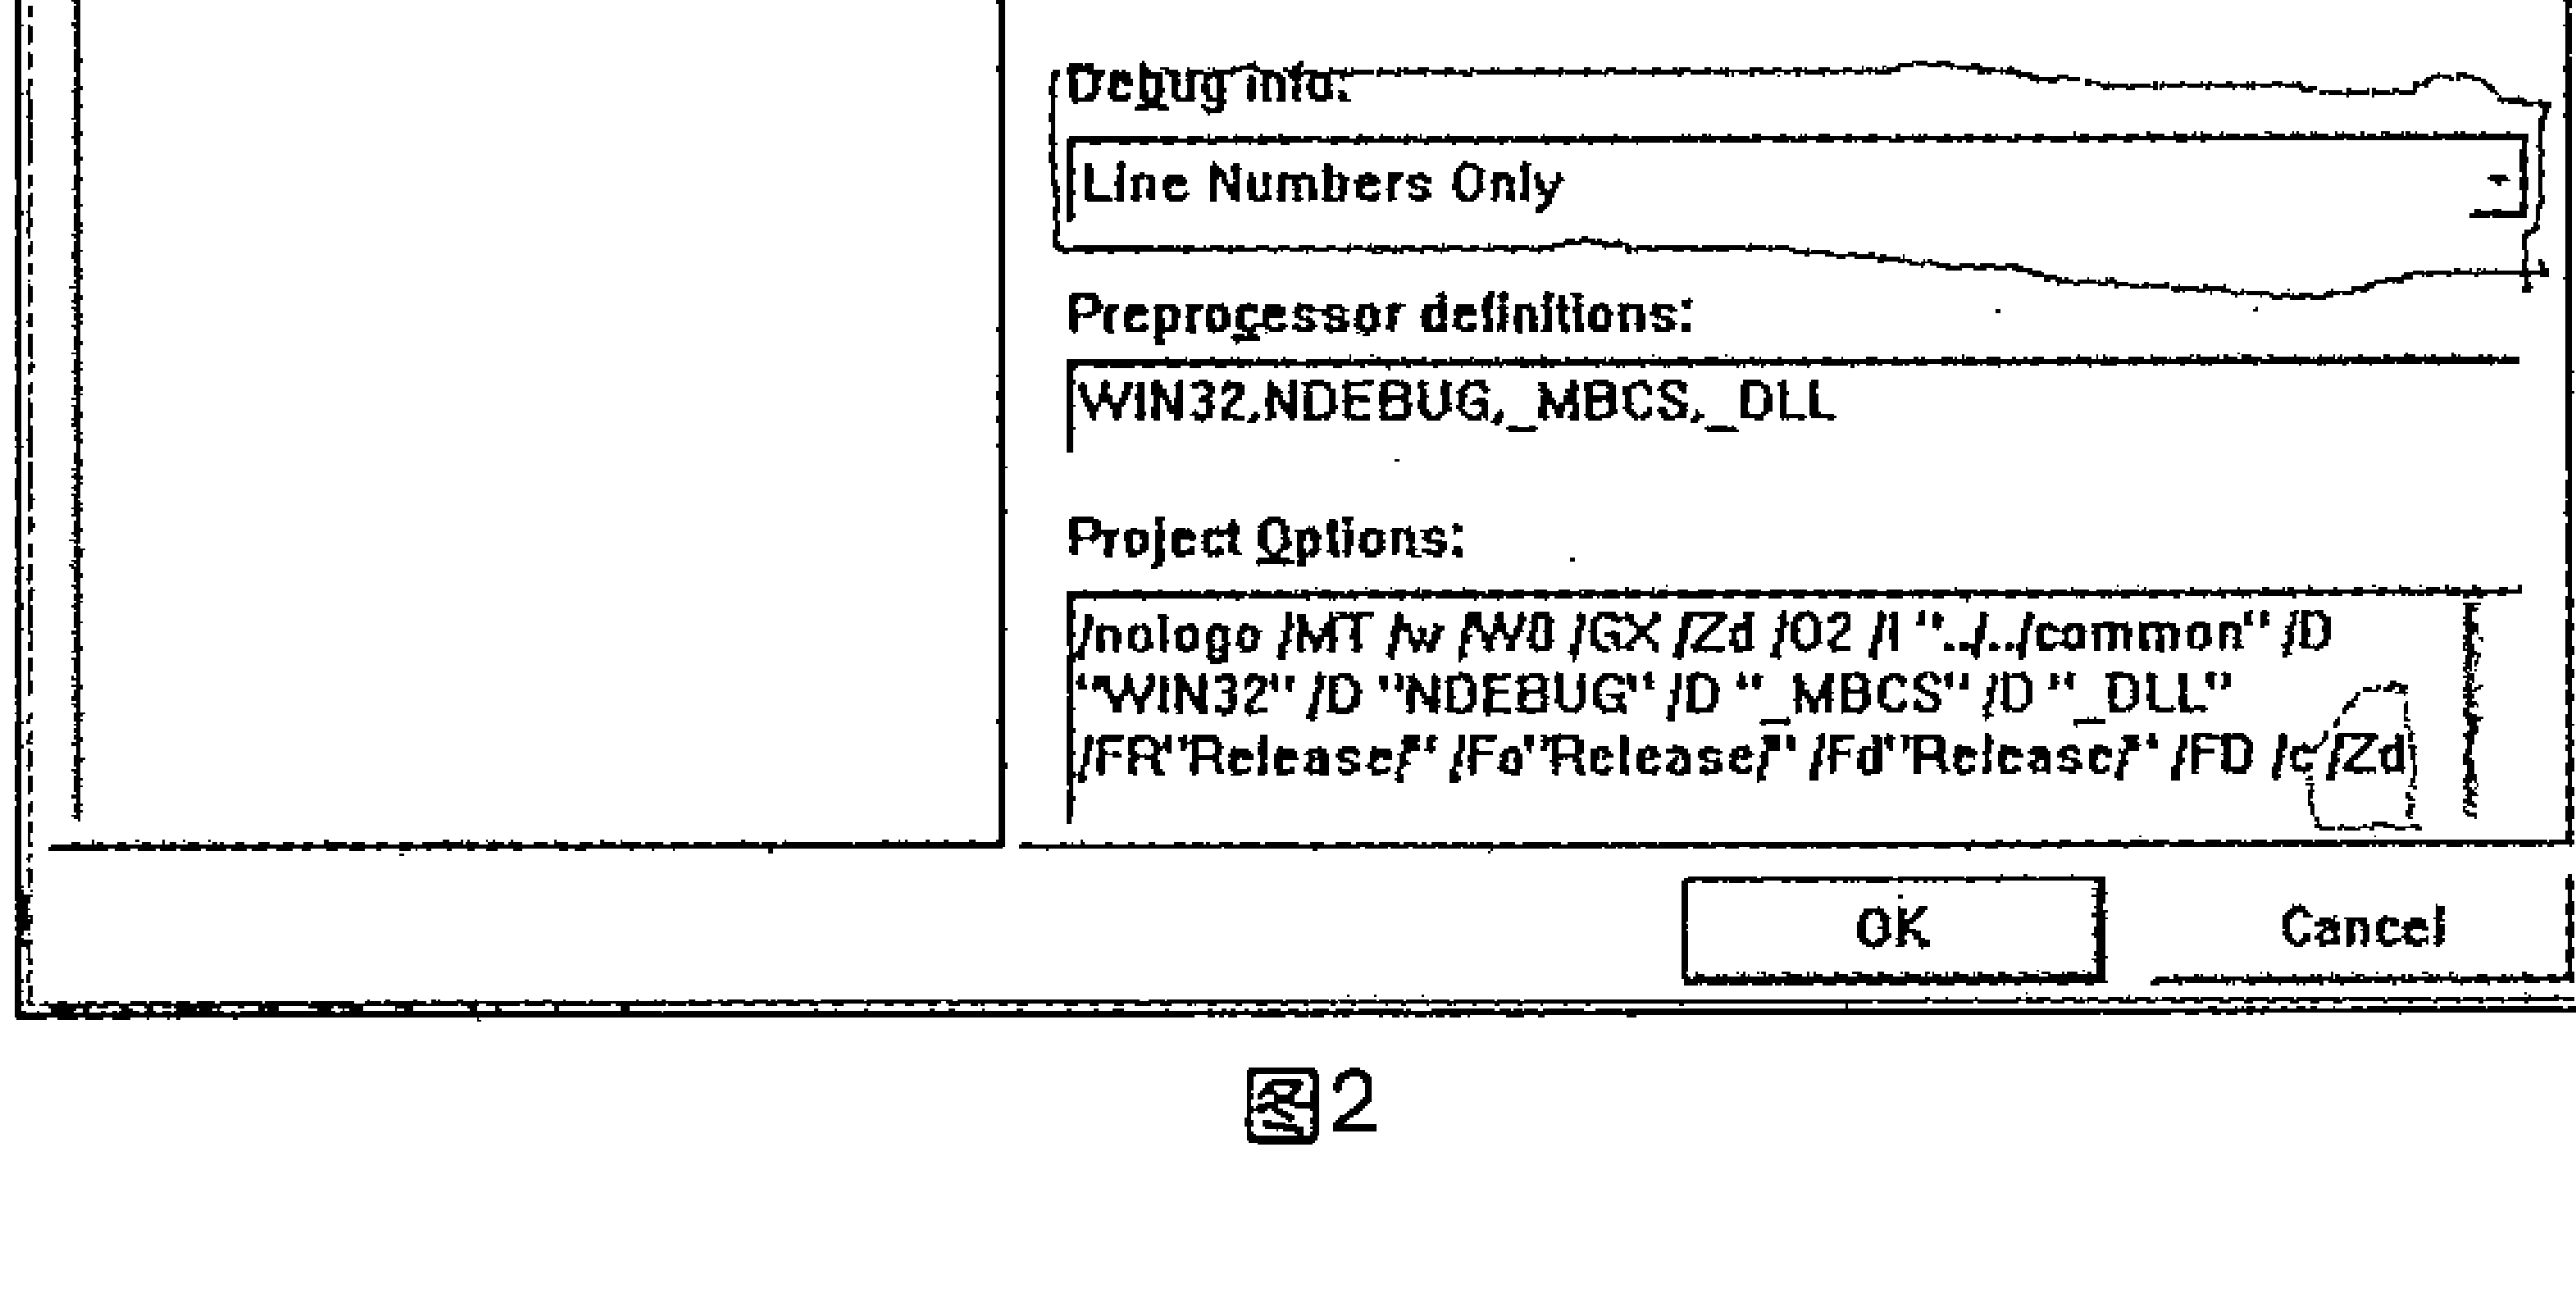 Debug info:
Line Numbers Only
Preprocessor definitions:
WIN32,NDEBUG,_MBCS,_DLL
Project Options:
/nologo /MT /w /W0 /GX /Zd /O2 /I "../../common" /D
"WIN32" /D "NDEBUG" /D "_MBCS" /D "_DLL"
/FR"Release/" /Fo"Release/" /Fd"Release/" /FD /c /Zd
OK Cancel
图2